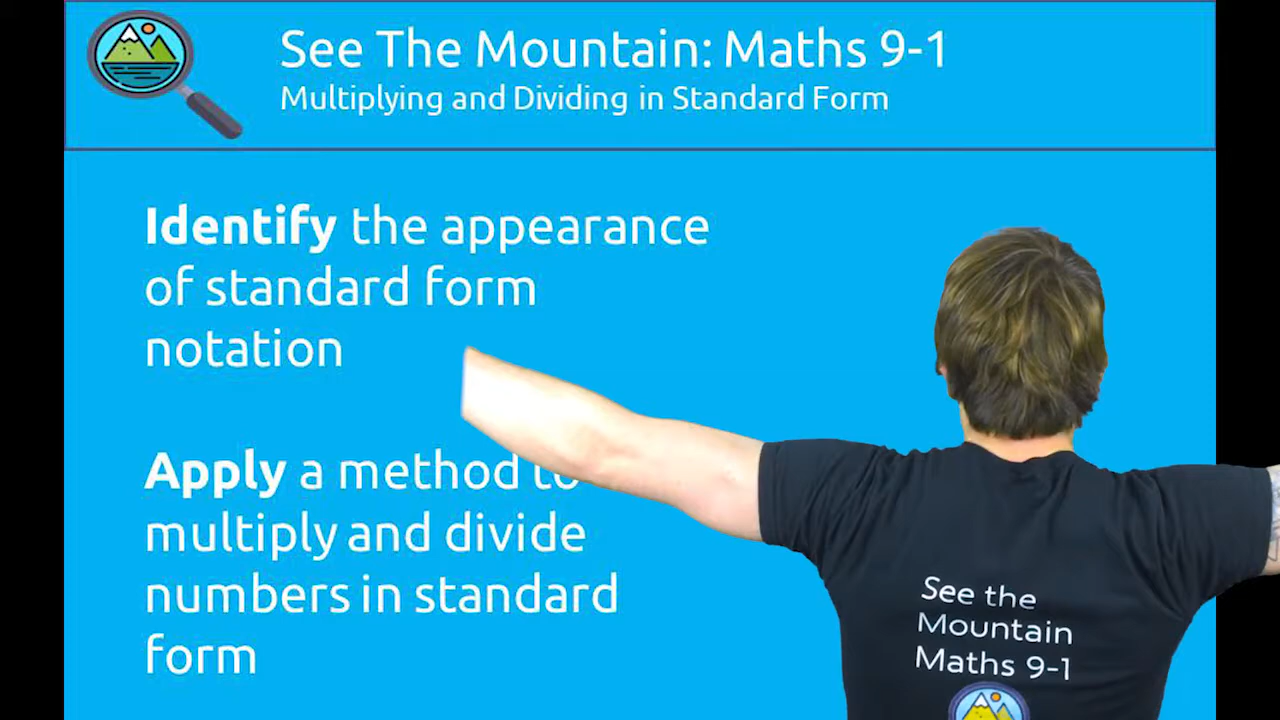 See The Mountain: Maths 9-1
Multiplying and Dividing in Standard Form
Identify the appearance
of standard form
notation
Apply a method to
multiply and divide
numbers in standard
form
See the
Mountain
Maths 9-1